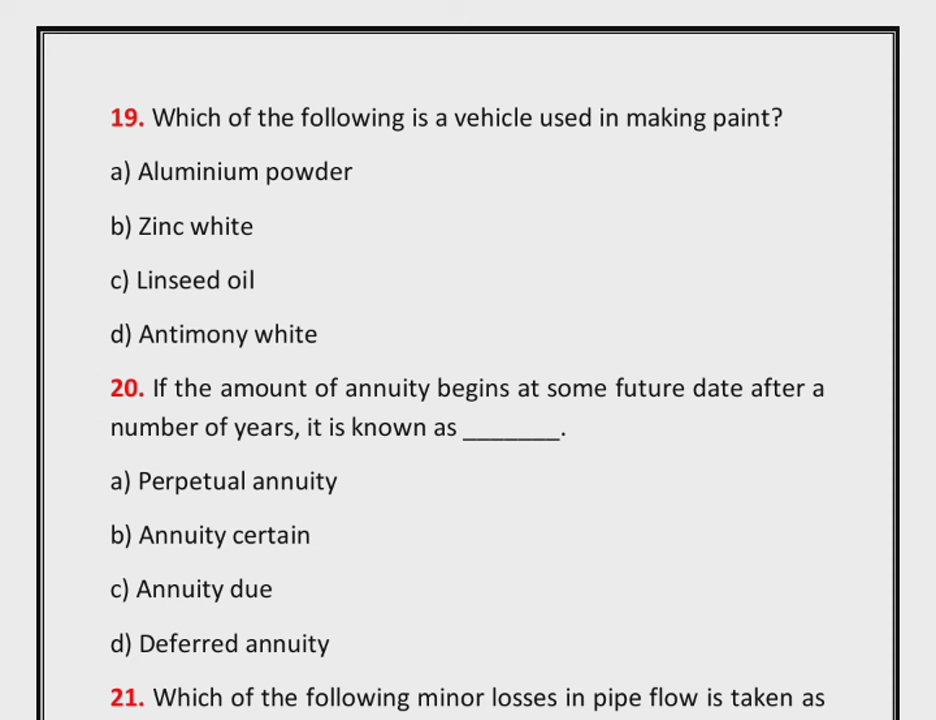 19. Which of the following is a vehicle used in making paint?
a) Aluminium powder
b) Zinc white
c) Linseed oil
d) Antimony white
20. If the amount of annuity begins at some future date after a
number of years, it is known as _______.
a) Perpetual annuity
b) Annuity certain
c) Annuity due
d) Deferred annuity
21. Which of the following minor losses in pipe flow is taken as